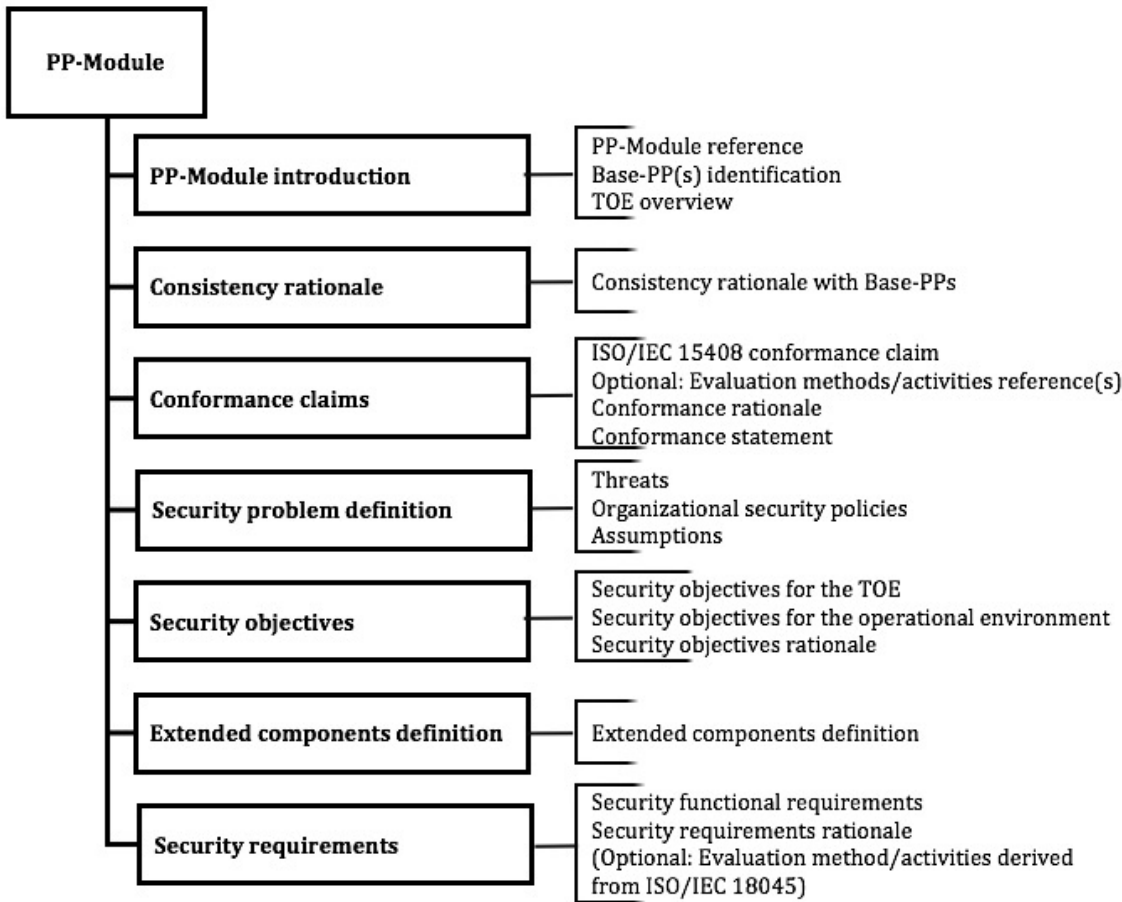 PP-Module
PP-Module introduction
PP-Module reference
Base-PP(s) identification
TOE overview
Consistency rationale
Consistency rationale with Base-PPs
Conformance claims
ISO/IEC 15408 conformance claim
Optional: Evaluation methods/activities reference(s)
Conformance rationale
Conformance statement
Security problem definition
Threats
Organizational security policies
Assumptions
Security objectives
Security objectives for the TOE
Security objectives for the operational environment
Security objectives rationale
Extended components definition
Extended components definition
Security requirements
Security functional requirements
Security requirements rationale
(Optional: Evaluation method/activities derived
from ISO/IEC 18045)